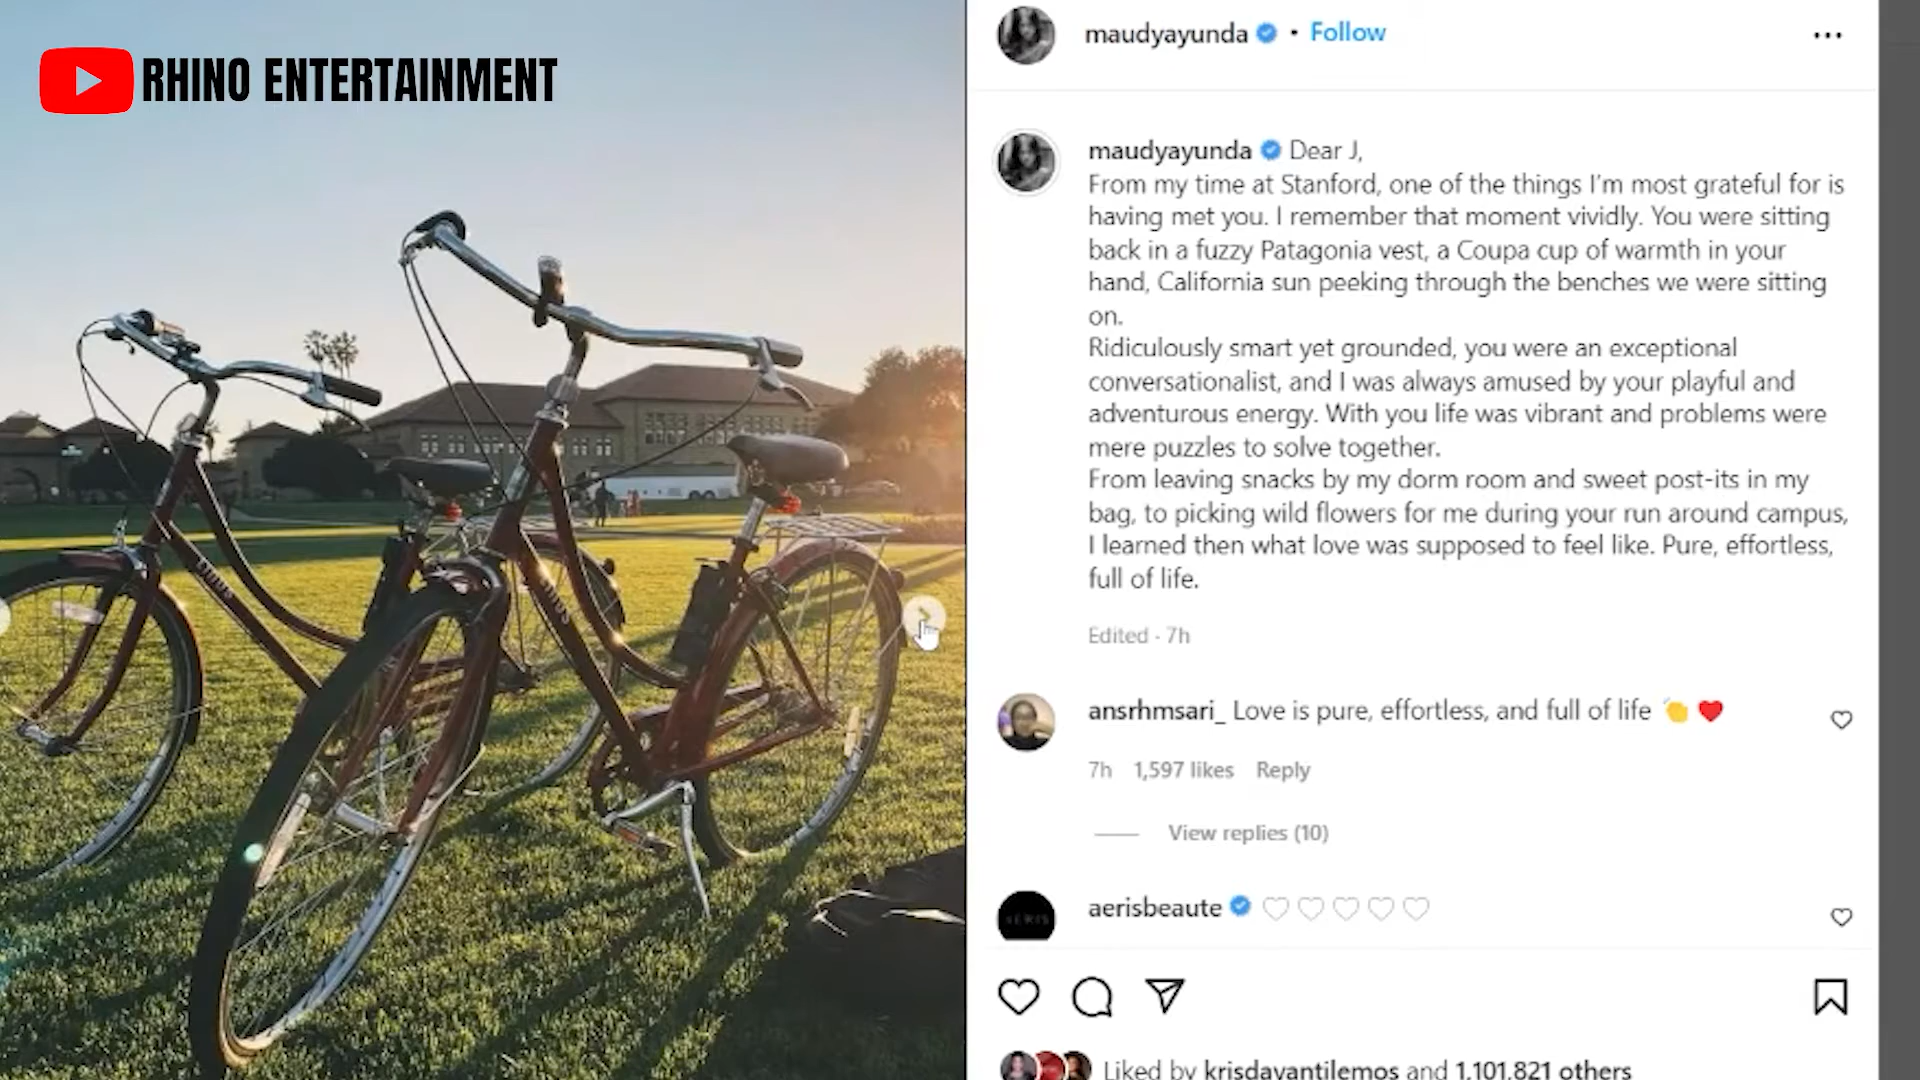 RHINO ENTERTAINMENT
maudyayunda • Follow
maudyayunda Dear J,
From my time at Stanford, one of the things I'm most grateful for is
having met you. I remember that moment vividly. You were sitting
back in a fuzzy Patagonia vest, a Coupa cup of warmth in your
hand, California sun peeking through the benches we were sitting
on.
Ridiculously smart yet grounded, you were an exceptional
conversationalist, and I was always amused by your playful and
adventurous energy. With you life was vibrant and problems were
mere puzzles to solve together.
From leaving snacks by my dorm room and sweet post-its in my
bag, to picking wild flowers for me during your run around campus,
I learned then what love was supposed to feel like. Pure, effortless,
full of life.
Edited · 7h
ansrhmsari_ Love is pure, effortless, and full of life 👏 ❤️
7h 1,597 likes Reply
View replies (10)
aerisbeaute ♡ ♡ ♡ ♡ ♡
Liked by krisdayantilemos and 1,101,821 others